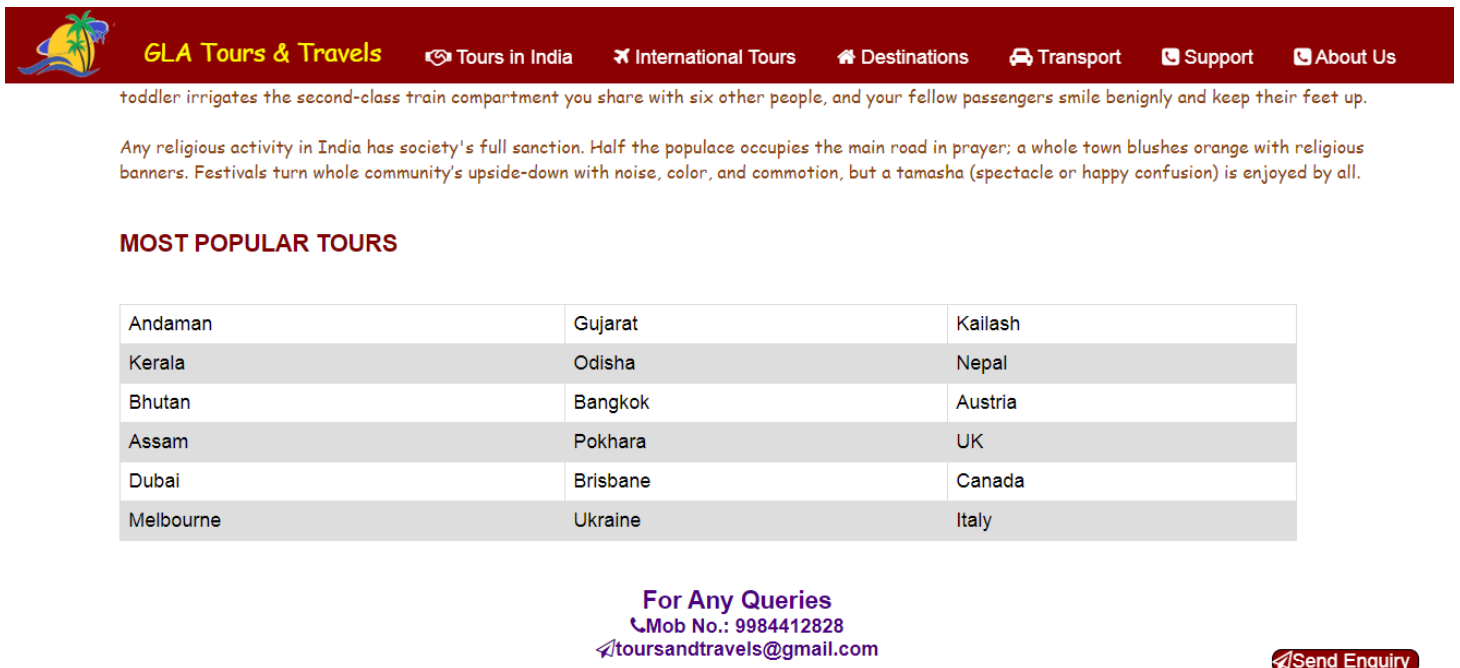 GLA Tours & Travels Tours in India International Tours Destinations Transport Support About Us
toddler irrigates the second-class train compartment you share with six other people, and your fellow passengers smile benignly and keep their feet up.
Any religious activity in India has society's full sanction. Half the populace occupies the main road in prayer; a whole town blushes orange with religious
banners. Festivals turn whole community’s upside-down with noise, color, and commotion, but a tamasha (spectacle or happy confusion) is enjoyed by all.
MOST POPULAR TOURS
Andaman Gujarat Kailash
Kerala Odisha Nepal
Bhutan Bangkok Austria
Assam Pokhara UK
Dubai Brisbane Canada
Melbourne Ukraine Italy
For Any Queries
Mob No.: 9984412828
toursandtravels@gmail.com
Send Enquiry